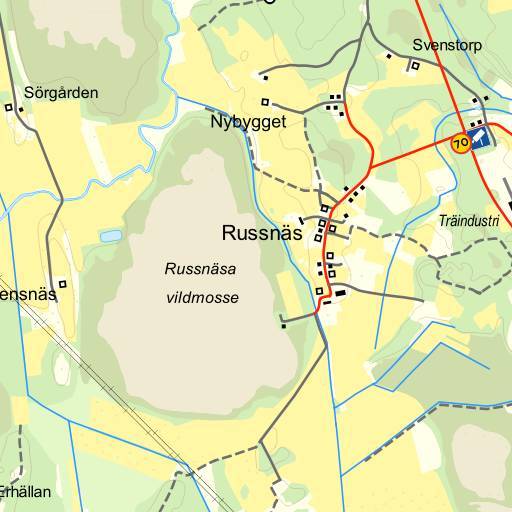 Svenstorp
Sörgården
Nybygget
70
Träindustri
Russnäs
Russnäsa
vildmosse
ensnäs
Erhällan